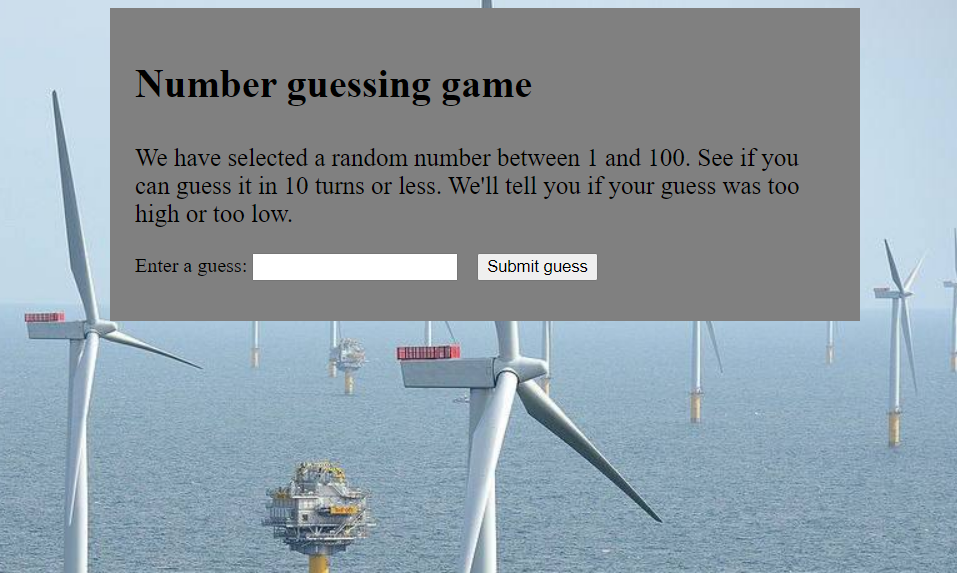 Number guessing game
We have selected a random number between 1 and 100. See if you
can guess it in 10 turns or less. We'll tell you if your guess was too
high or too low.
Enter a guess: Submit guess